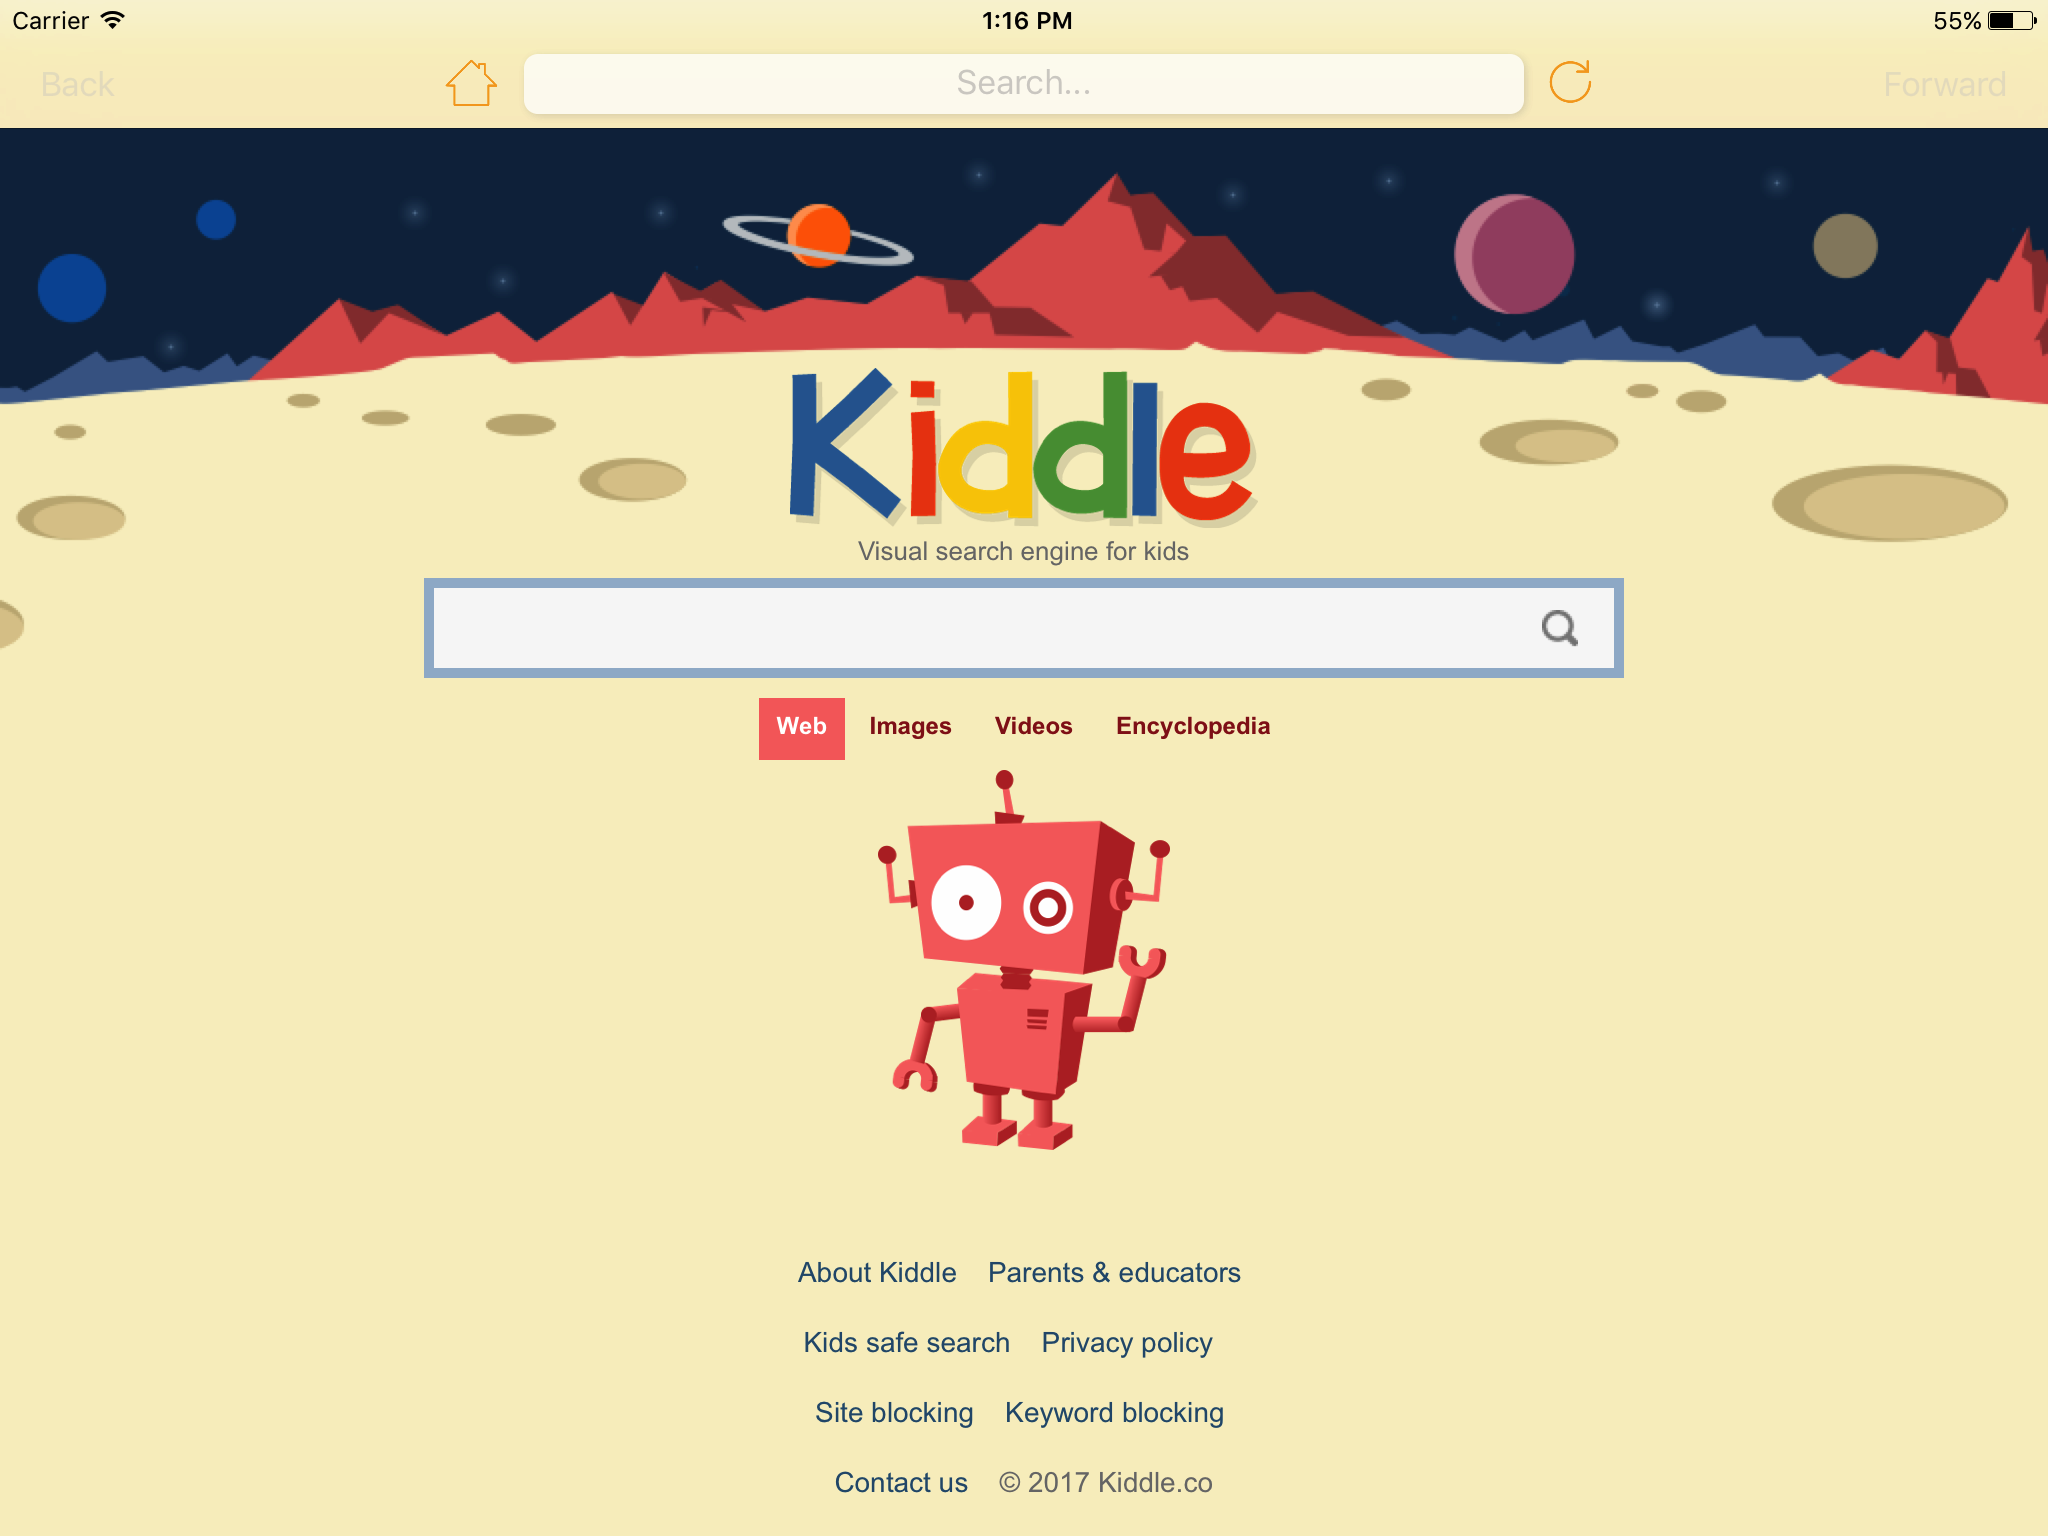 Carrier 1:16 PM 55%
Back Search... Forward
Kiddle
Visual search engine for kids
Web Images Videos Encyclopedia
About Kiddle Parents & educators
Kids safe search Privacy policy
Site blocking Keyword blocking
Contact us © 2017 Kiddle.co